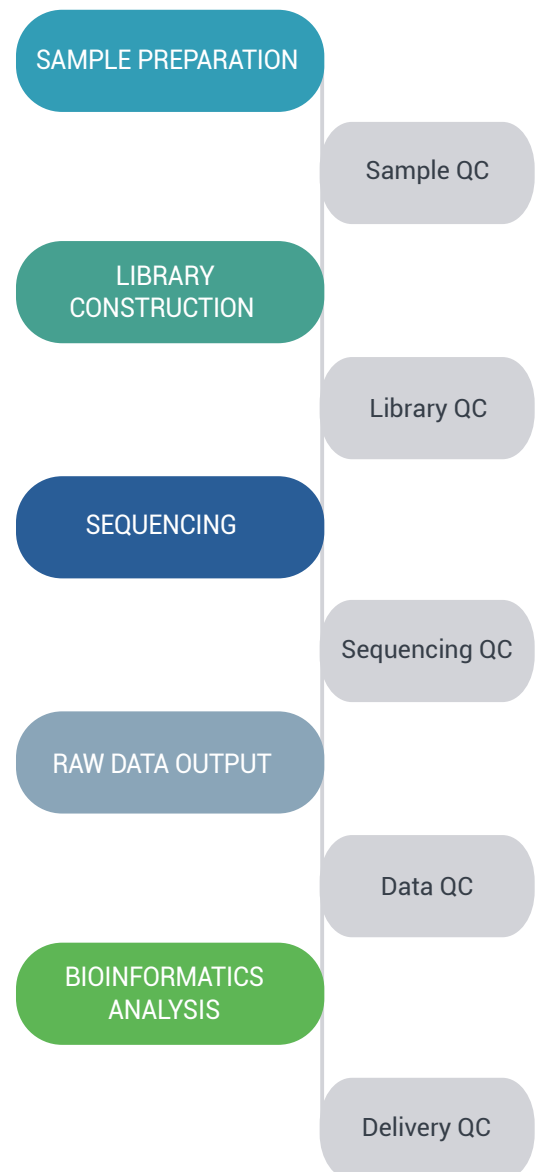 SAMPLE PREPARATION
Sample QC
LIBRARY
CONSTRUCTION
Library QC
SEQUENCING
Sequencing QC
RAW DATA OUTPUT
Data QC
BIOINFORMATICS
ANALYSIS
Delivery QC